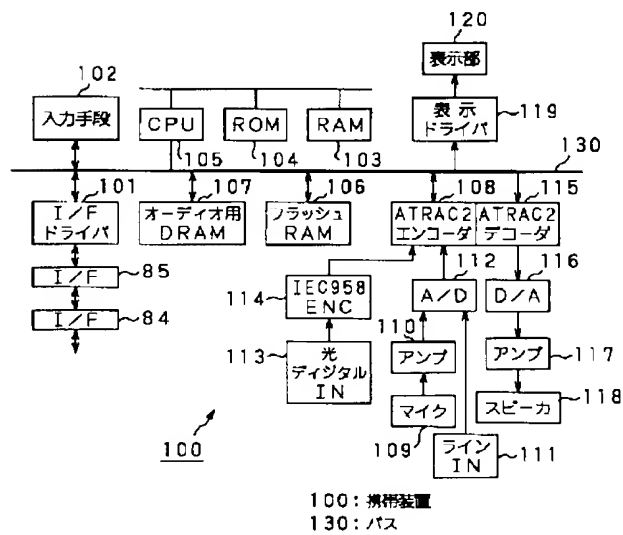 120
表示部
102
入力手段
CPU
ROM
RAM
表示
ドライバ
119
105
104
103
130
101
107
106
108
115
I/F
ドライバ
オーディオ用
DRAM
フラッシュ
RAM
ATRAC2
エンコーダ
ATRAC2
デコーダ
I/F
85
I/F
84
114
IEC958
ENC
112
A/D
116
D/A
113
光
ディジタル
IN
110
アンプ
アンプ
117
マイク
109
スピーカ
118
ライン
IN
111
100
100:携帯装置
130:バス